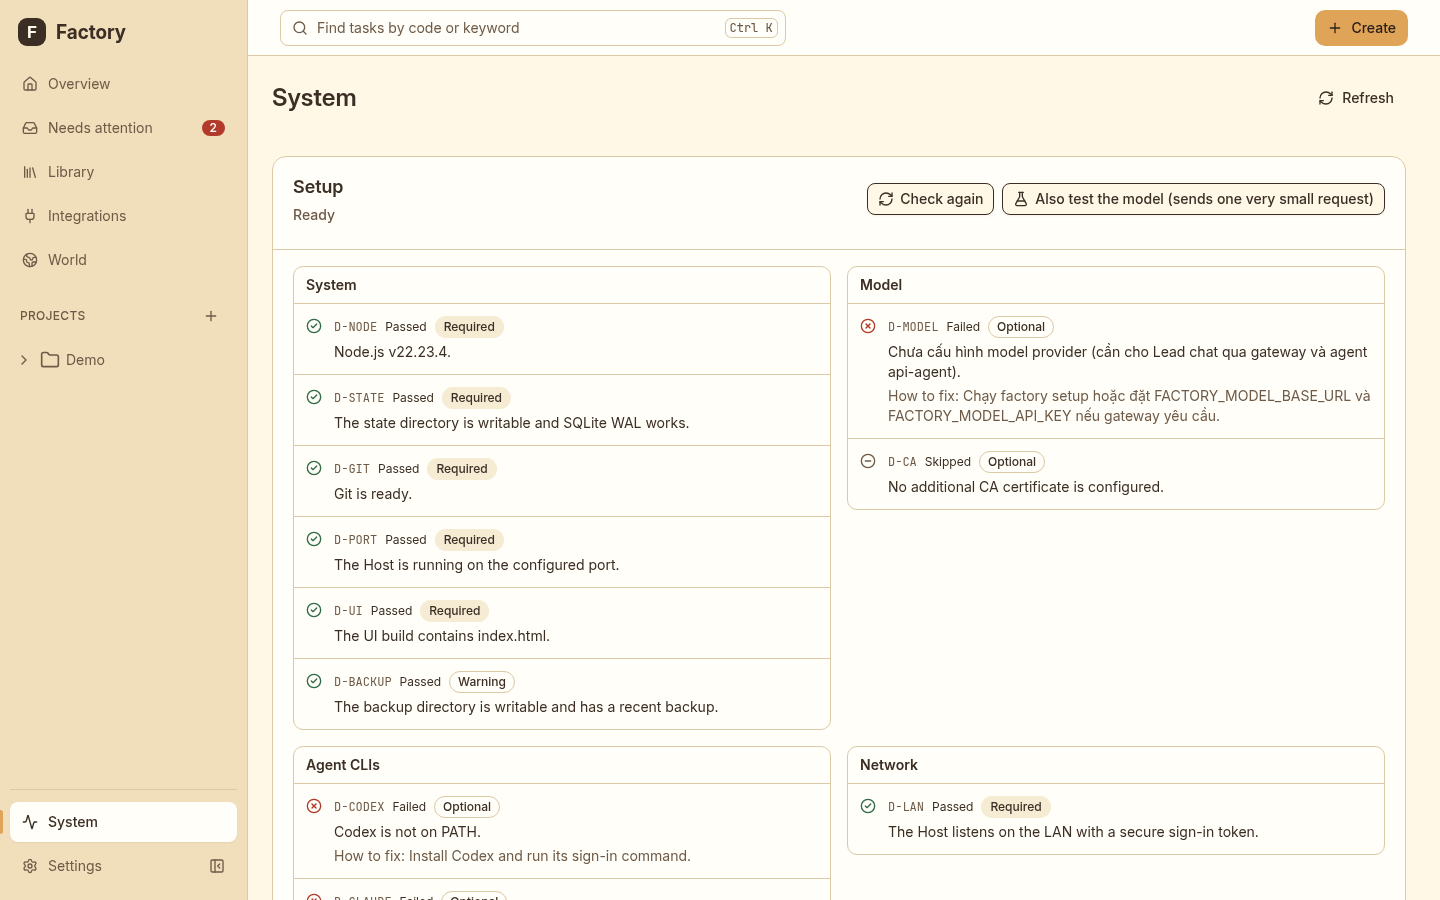 F Factory
Overview
Needs attention 2
Library
Integrations
World
PROJECTS
Demo
System
Settings
Find tasks by code or keyword Ctrl K
Create
System
Refresh
Setup
Ready
Check again
Also test the model (sends one very small request)
System
D-NODE Passed Required
Node.js v22.23.4.
D-STATE Passed Required
The state directory is writable and SQLite WAL works.
D-GIT Passed Required
Git is ready.
D-PORT Passed Required
The Host is running on the configured port.
D-UI Passed Required
The UI build contains index.html.
D-BACKUP Passed Warning
The backup directory is writable and has a recent backup.
Model
D-MODEL Failed Optional
Chưa cấu hình model provider (cần cho Lead chat qua gateway và agent
api-agent).
How to fix: Chạy factory setup hoặc đặt FACTORY_MODEL_BASE_URL và
FACTORY_MODEL_API_KEY nếu gateway yêu cầu.
D-CA Skipped Optional
No additional CA certificate is configured.
Agent CLIs
D-CODEX Failed Optional
Codex is not on PATH.
How to fix: Install Codex and run its sign-in command.
D-CLAUDE Failed Optional
Network
D-LAN Passed Required
The Host listens on the LAN with a secure sign-in token.